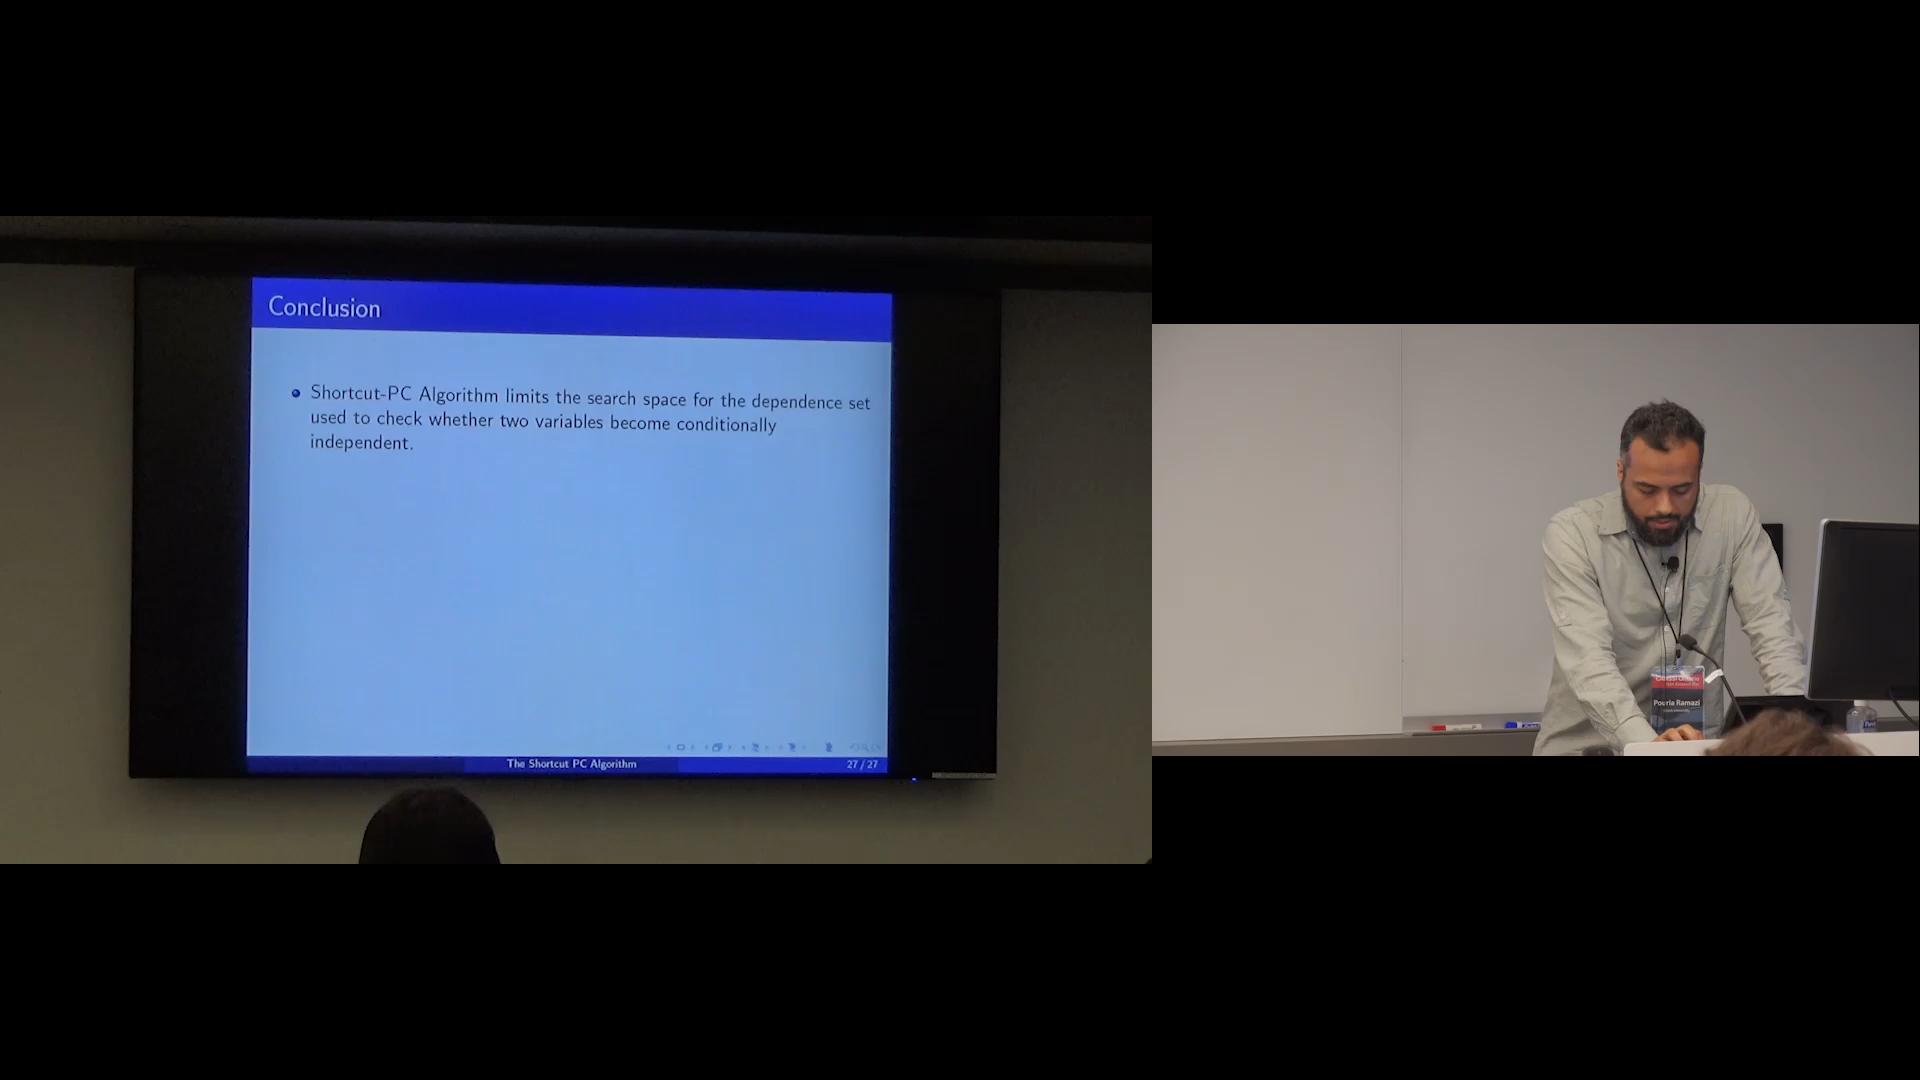 Conclusion
Shortcut-PC Algorithm limits the search space for the dependence set
used to check whether two variables become conditionally
independent.
The Shortcut PC Algorithm
27 / 27
Pouria Ramazi